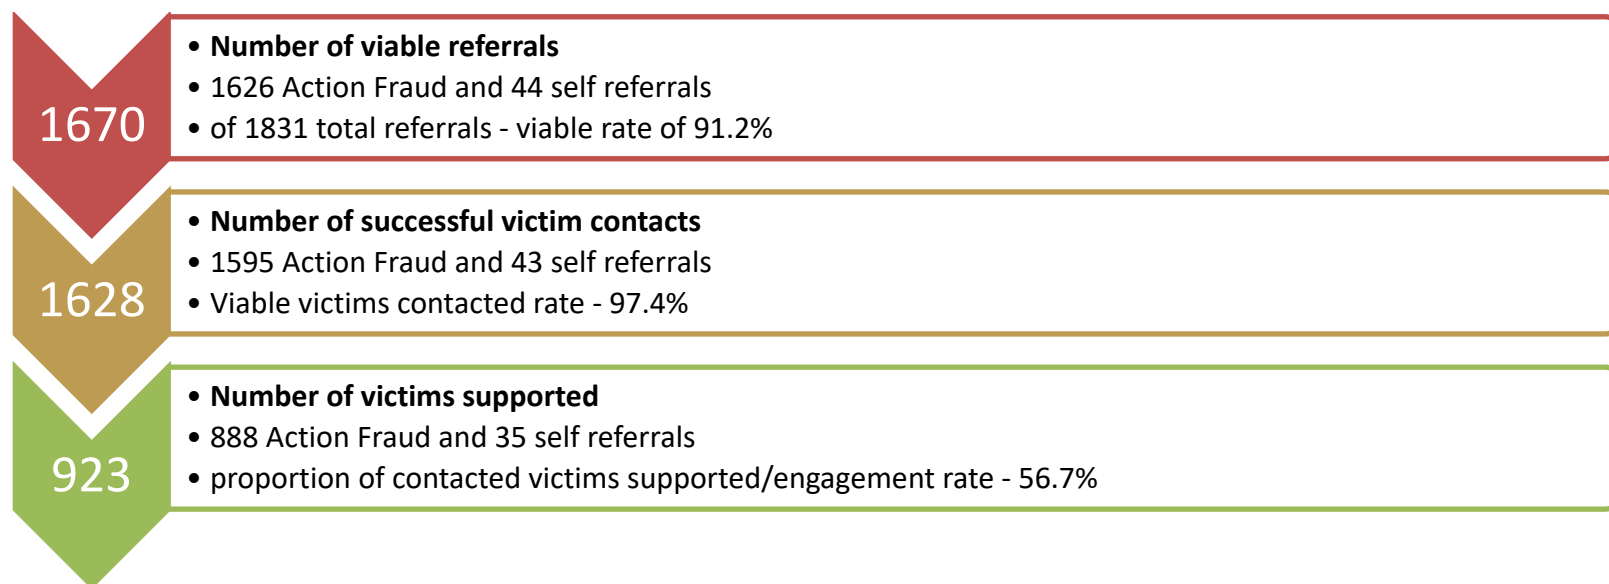 1670
• Number of viable referrals
• 1626 Action Fraud and 44 self referrals
• of 1831 total referrals - viable rate of 91.2%
1628
• Number of successful victim contacts
• 1595 Action Fraud and 43 self referrals
• Viable victims contacted rate - 97.4%
923
• Number of victims supported
• 888 Action Fraud and 35 self referrals
• proportion of contacted victims supported/engagement rate - 56.7%